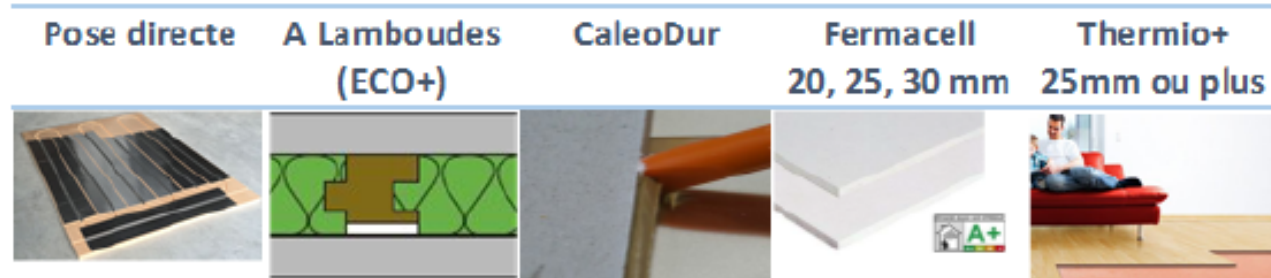 Pose directe
A Lamboudes
(ECO+)
CaleoDur
Fermacell
20, 25, 30 mm
Thermio+
25mm ou plus
A+